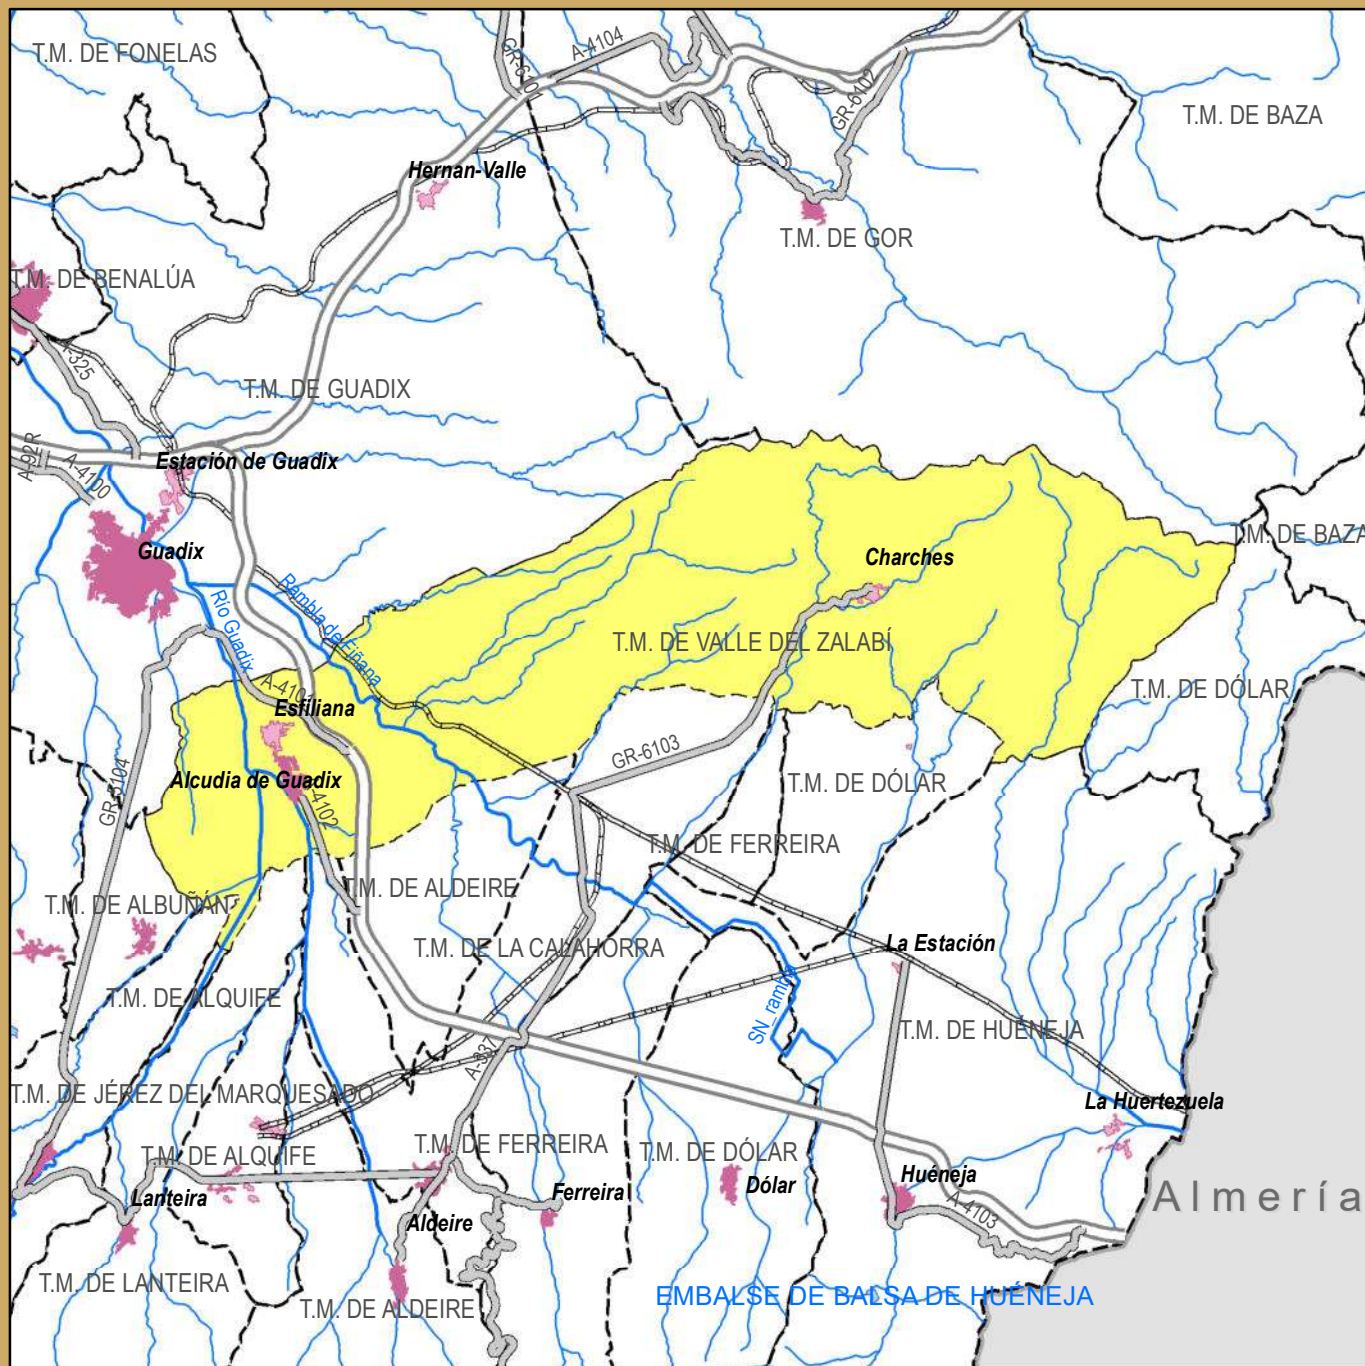 T.M. DE FONELAS
GR-6101
A-4104
GR-6102
T.M. DE BAZA
Hernan-Valle
T.M. DE GOR
T.M. DE BENALÚA
A-325
T.M. DE GUADIX
A-92R
A-4100
Estación de Guadix
Guadix
T.M. DE BAZA
Charches
Río Guadix
Rambla de Fiñana
T.M. DE VALLE DEL ZALABÍ
A-4101
Esfiliana
T.M. DE DÓLAR
GR-6103
Alcudia de Guadix
GR-5104
A-4102
T.M. DE DÓLAR
T.M. DE FERREIRA
T.M. DE ALDEIRE
T.M. DE ALBUÑÁN
T.M. DE LA CALAHORRA
La Estación
T.M. DE ALQUIFE
SN_rambla
T.M. DE HUÉNEJA
A-337
T.M. DE JÉREZ DEL MARQUESADO
La Huertezuela
T.M. DE ALQUIFE
T.M. DE FERREIRA
T.M. DE DÓLAR
Lanteira
Ferreira
Dólar
Huéneja
A-4103
Almería
Aldeire
T.M. DE LANTEIRA
T.M. DE ALDEIRE
EMBALSE DE BALSA DE HUÉNEJA